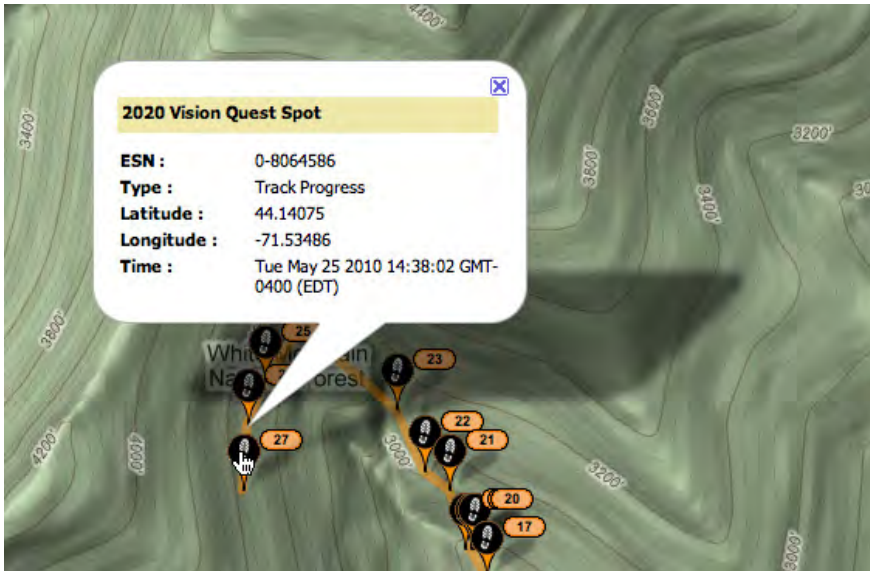 4400'
3400'
3600'
3200'
3800'
3400'
2020 Vision Quest Spot
ESN : 0-8064586
Type : Track Progress
Latitude : 44.14075
Longitude : -71.53486
Time : Tue May 25 2010 14:38:02 GMT-
0400 (EDT)
3800'
25
23
22
27
21
4200'
4000'
3000'
3200'
20
17
3000'